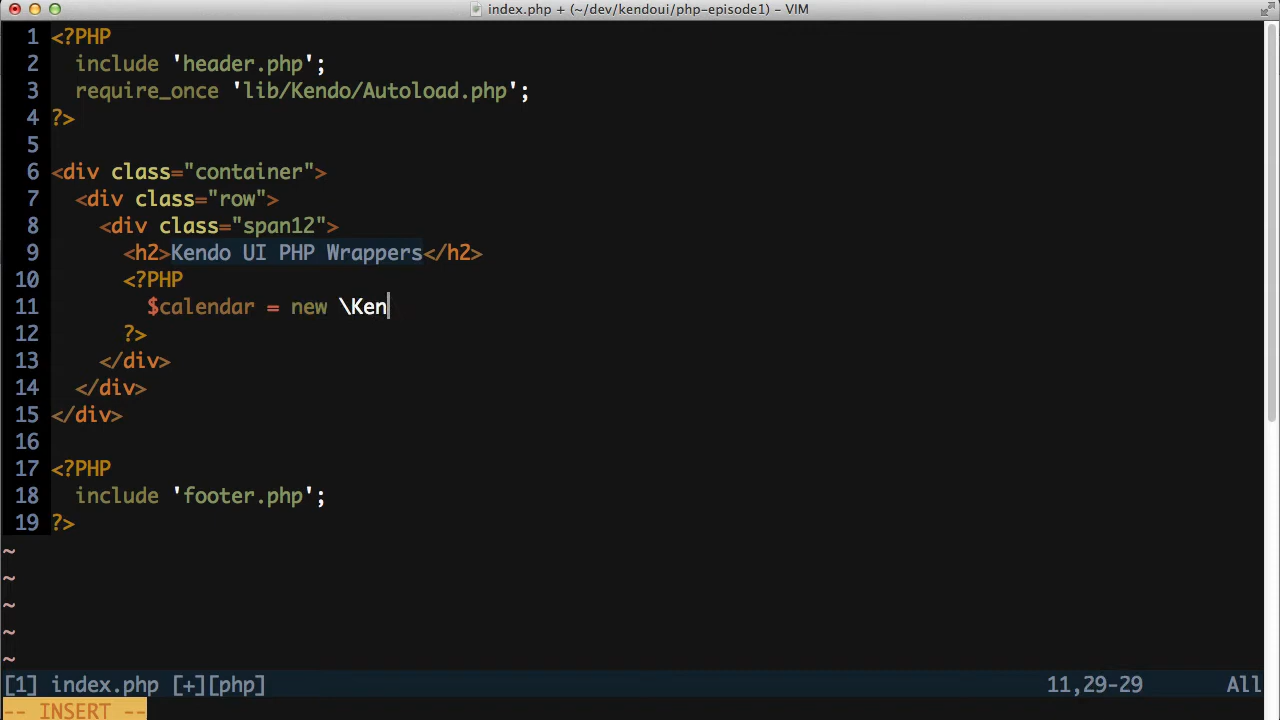 index.php + (~/dev/kendoui/php-episode1) – VIM
1 <?PHP
2   include 'header.php';
3   require_once 'lib/Kendo/Autoload.php';
4 ?>
5
6 <div class="container">
7   <div class="row">
8     <div class="span12">
9       <h2>Kendo UI PHP Wrappers</h2>
10       <?PHP
11         $calendar = new \Ken
12       ?>
13     </div>
14   </div>
15 </div>
16
17 <?PHP
18   include 'footer.php';
19 ?>
~
~
~
~
~
[1] index.php [+][php] 11,29-29 All
-- INSERT --